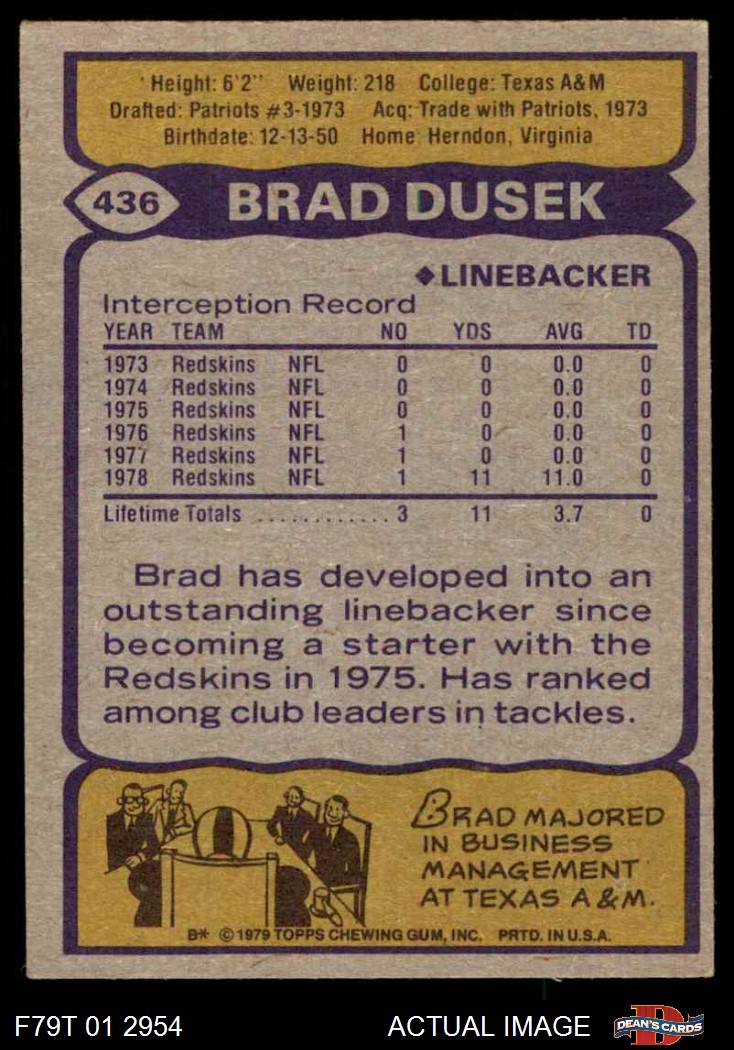 Height: 6'2" Weight: 218 College: Texas A&M
Drafted: Patriots #3-1973 Acq: Trade with Patriots, 1973
Birthdate: 12-13-50 Home: Herndon, Virginia
436 BRAD DUSEK
◆LINEBACKER
Interception Record
YEAR TEAM NO YDS AVG TD
1973 Redskins NFL 0 0 0.0 0
1974 Redskins NFL 0 0 0.0 0
1975 Redskins NFL 0 0 0.0 0
1976 Redskins NFL 1 0 0.0 0
1977 Redskins NFL 1 0 0.0 0
1978 Redskins NFL 1 11 11.0 0
Lifetime Totals ............ 3 11 3.7 0
Brad has developed into an
outstanding linebacker since
becoming a starter with the
Redskins in 1975. Has ranked
among club leaders in tackles.
BRAD MAJORED
IN BUSINESS
MANAGEMENT
AT TEXAS A&M.
B* © 1979 TOPPS CHEWING GUM, INC. PRTD. IN U.S.A.
F79T 01 2954 ACTUAL IMAGE D DEAN'S CARDS